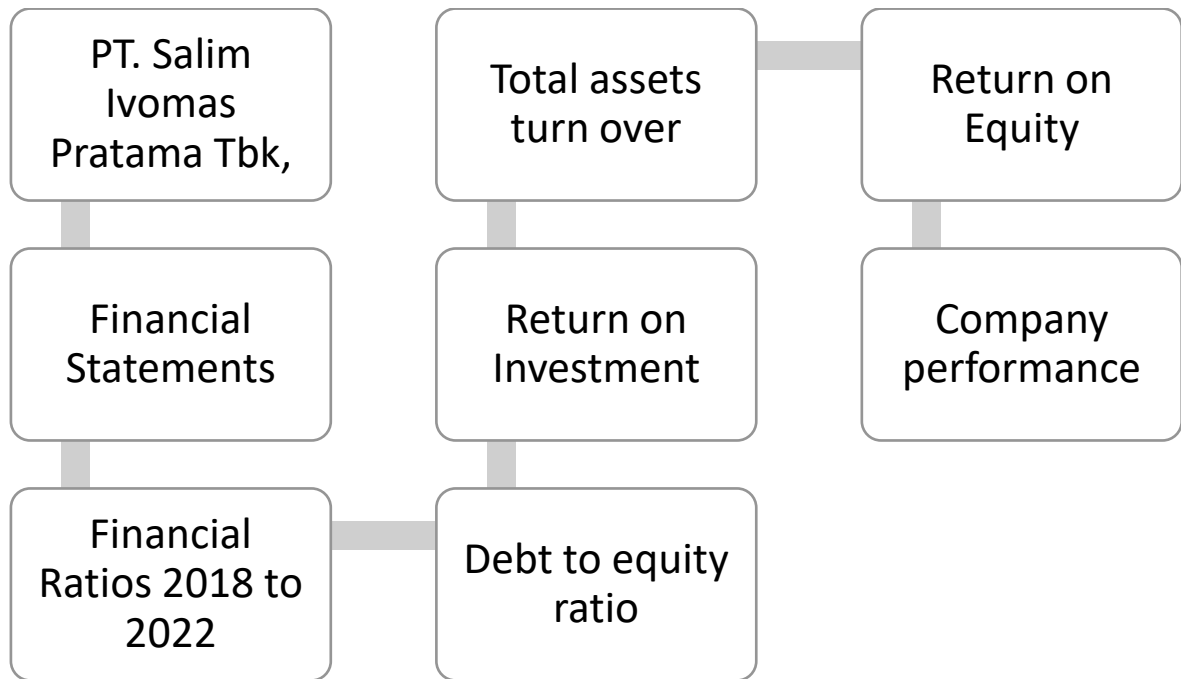 PT. Salim
Ivomas
Pratama Tbk,
Financial
Statements
Financial
Ratios 2018 to
2022
Debt to equity
ratio
Return on
Investment
Total assets
turn over
Return on
Equity
Company
performance